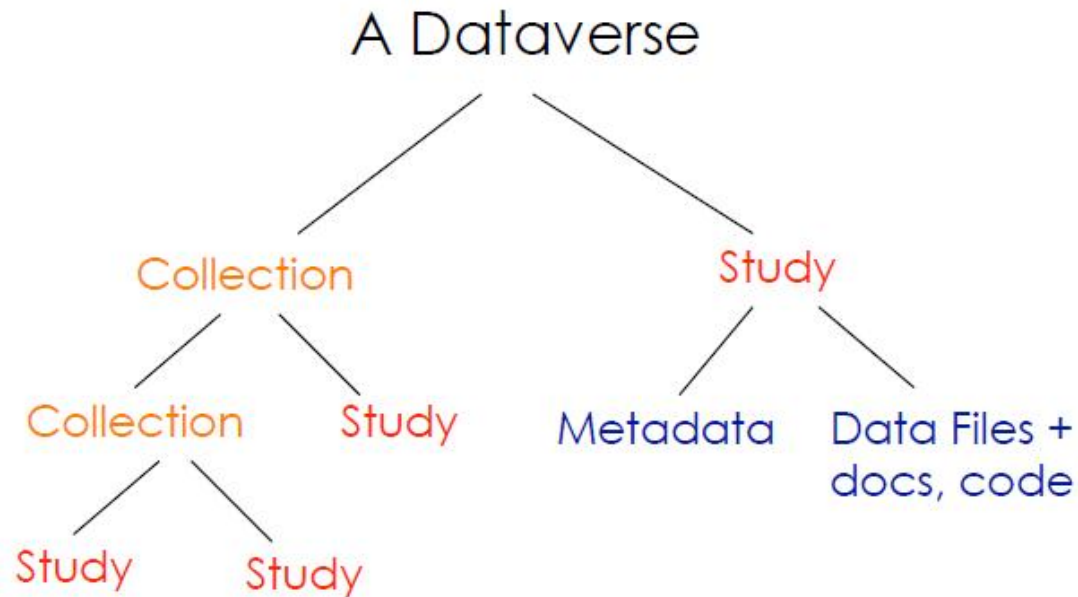 A Dataverse
Collection
Study
Collection
Study
Metadata
Data Files +
docs, code
Study
Study